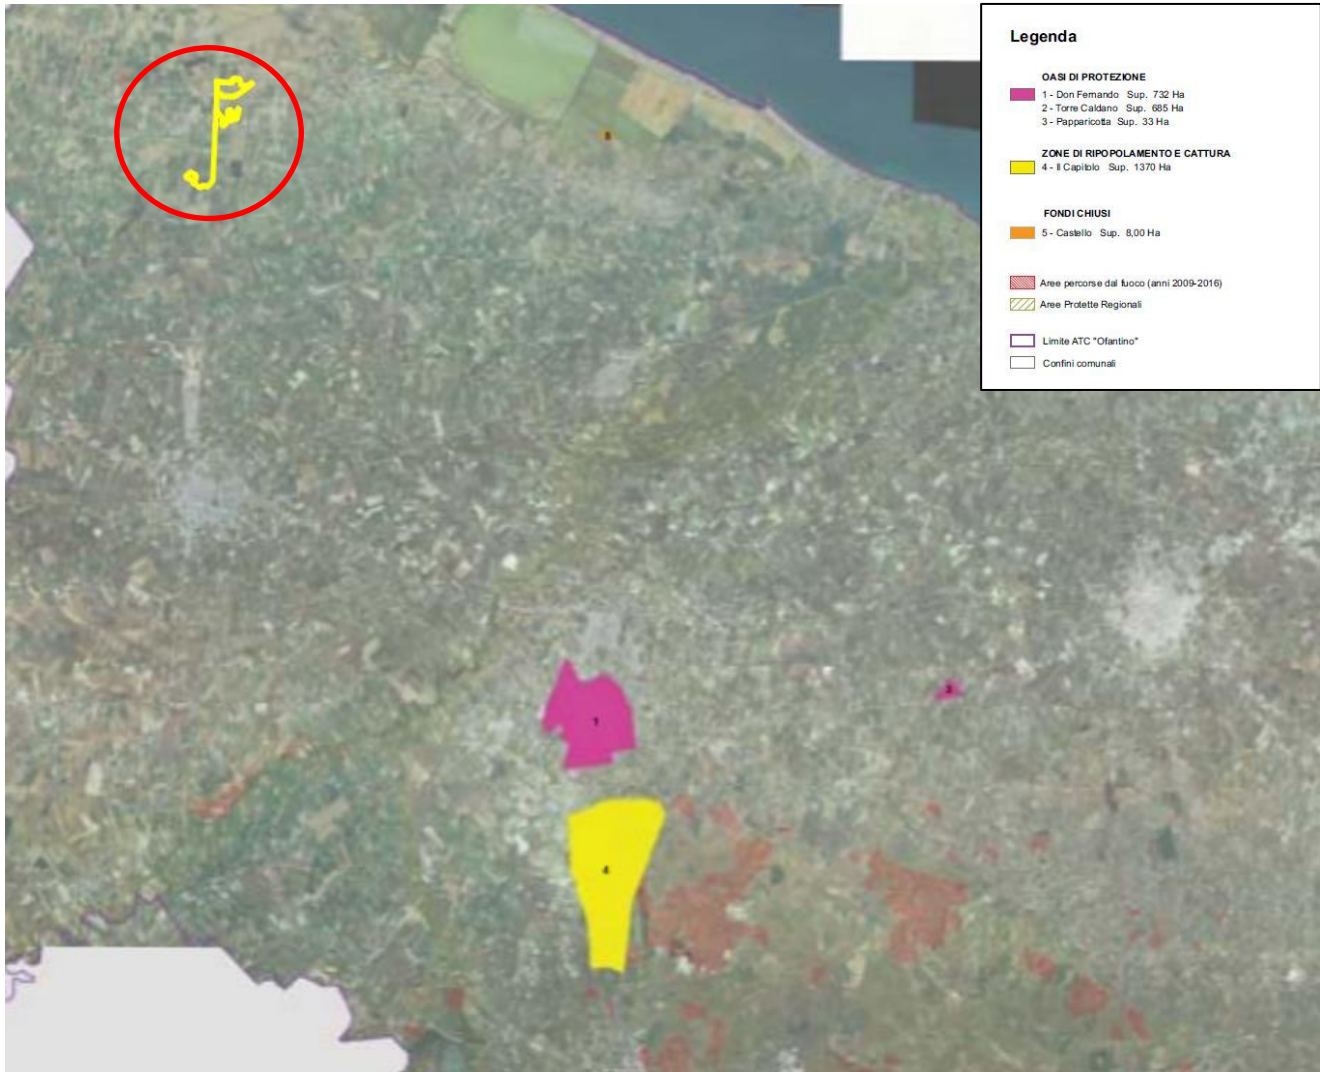 Legenda
OASI DI PROTEZIONE
1 - Don Fernando Sup. 732 Ha
2 - Torre Caldano Sup. 685 Ha
3 - Papparicotta Sup. 33 Ha
ZONE DI RIPOPOLAMENTO E CATTURA
4 - Il Capitolo Sup. 1370 Ha
FONDI CHIUSI
5 - Castello Sup. 8,00 Ha
Aree percorse dal fuoco (anni 2009-2016)
Aree Protette Regionali
Limite ATC "Ofantino"
Confini comunali
5
1
3
4